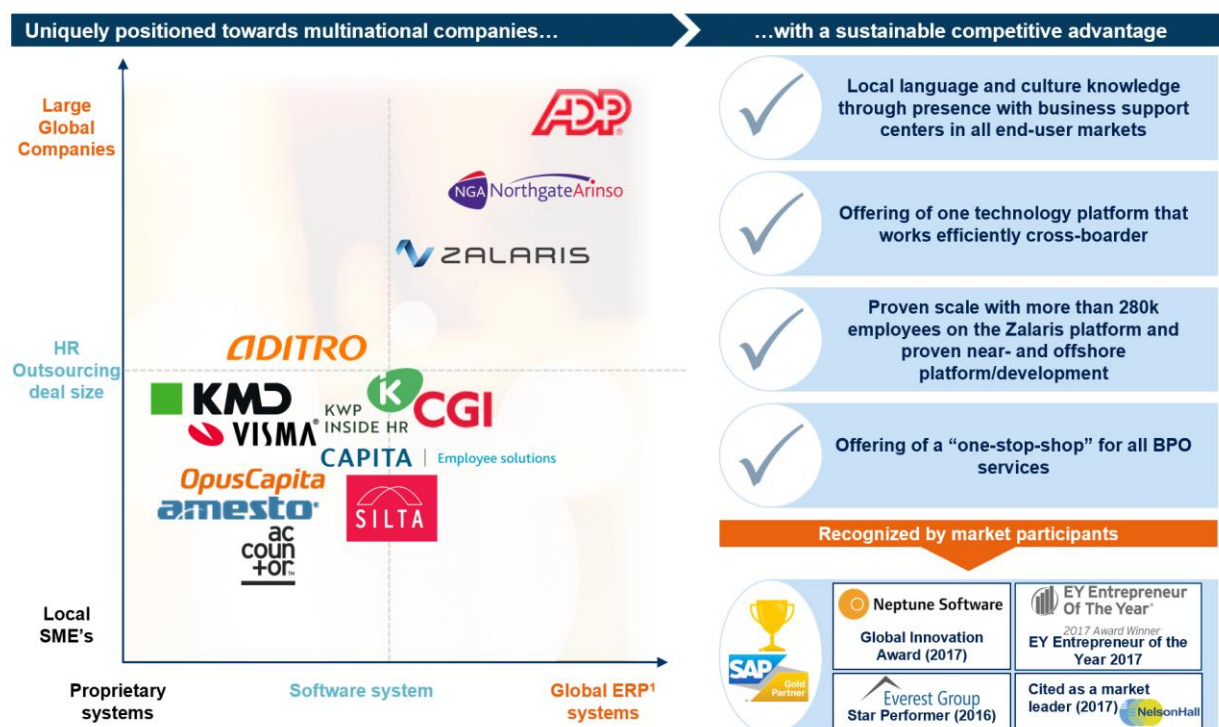 Uniquely positioned towards multinational companies…
…with a sustainable competitive advantage
Large
Global
Companies
HR
Outsourcing
deal size
Local
SME's
Proprietary
systems
Software system
Global ERP¹
systems
ADP®
NGA NorthgateArinso
ZALARIS
ADITRO
KMD
VISMA®
KWP
INSIDE HR
K
CGI
CAPITA | Employee solutions
OpusCapita
amesto
SILTA
ac
coun
+or™
Local language and culture knowledge
through presence with business support
centers in all end-user markets
Offering of one technology platform that
works efficiently cross-boarder
Proven scale with more than 280k
employees on the Zalaris platform and
proven near- and offshore
platform/development
Offering of a “one-stop-shop” for all BPO
services
Recognized by market participants
SAP
Gold
Partner
Neptune Software
Global Innovation
Award (2017)
EY Entrepreneur
Of The Year®
2017 Award Winner
EY Entrepreneur of the
Year 2017
Everest Group
Star Performer (2016)
Cited as a market
leader (2017)
NelsonHall